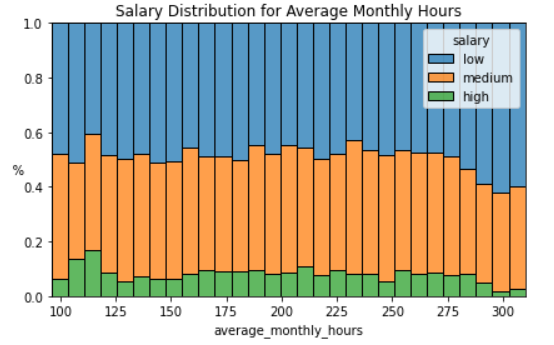 Salary Distribution for Average Monthly Hours
1.0
0.8
0.6
0.4
0.2
0.0
%
salary
low
medium
high
100 125 150 175 200 225 250 275 300
average_monthly_hours